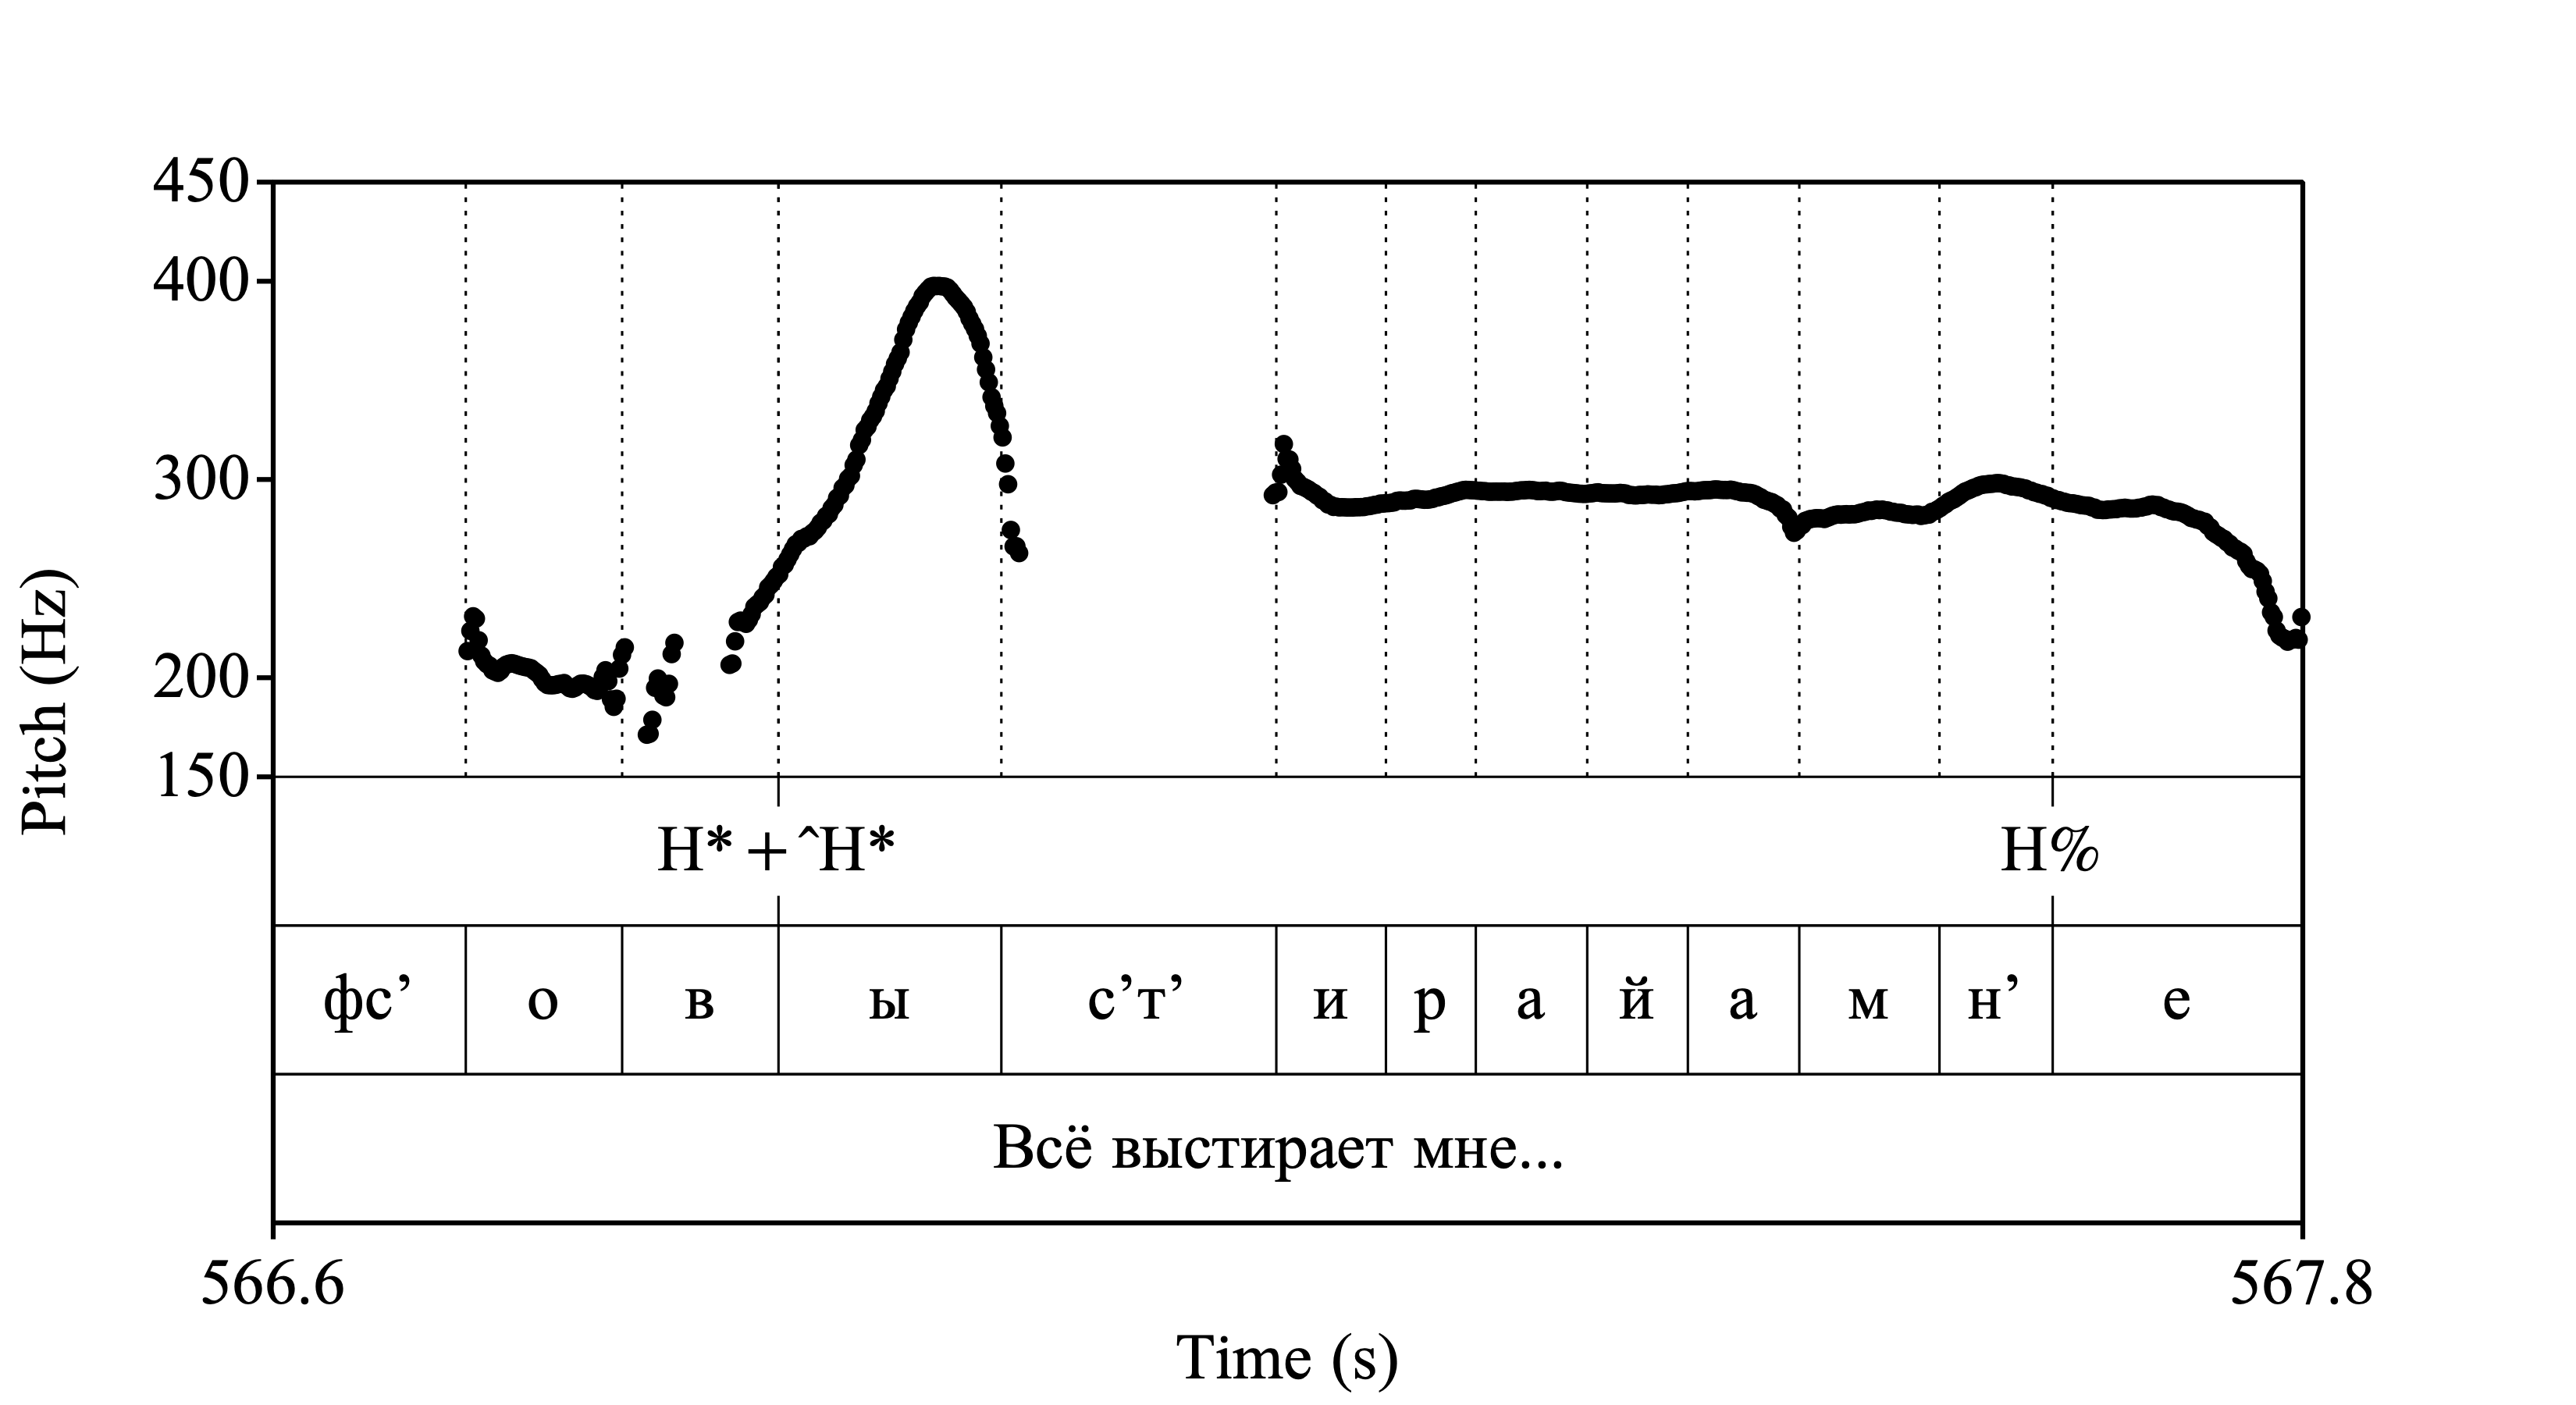 450
400
300
200
150
Pitch (Hz)
H* + ˆH* H%
фс’ о в ы с’т’ и р а й а м н’ е
Всё выстирает мне...
566.6 567.8
Time (s)